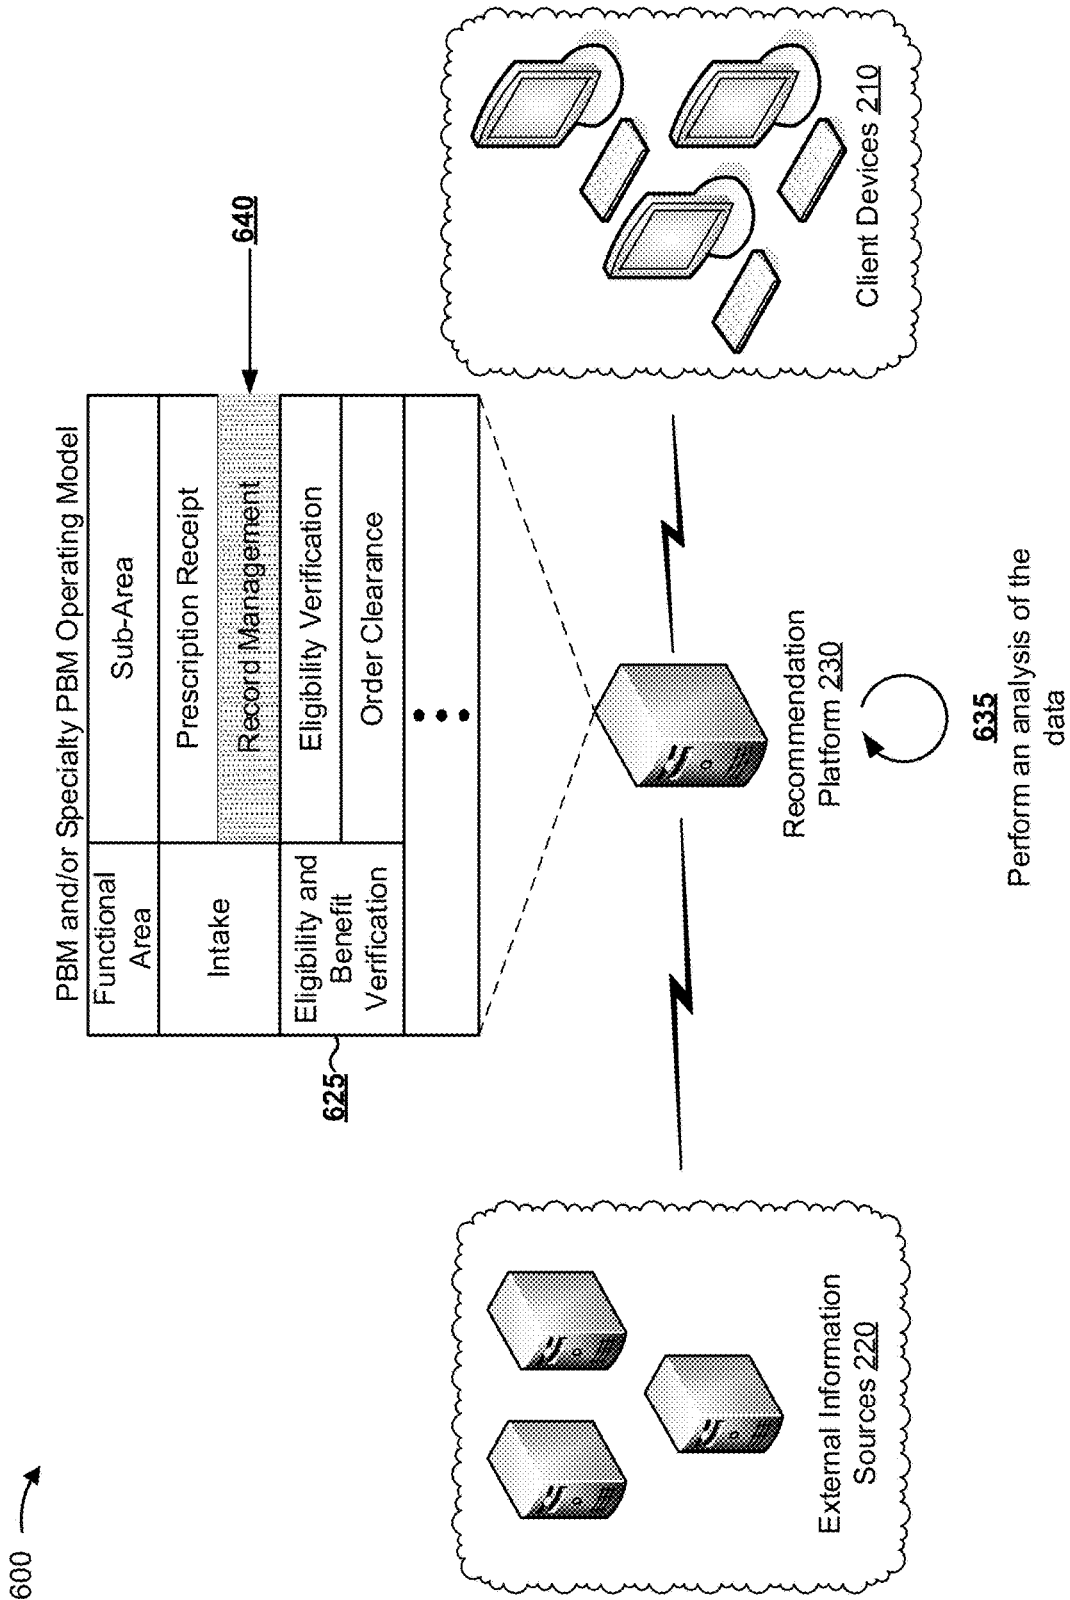 600
PBM and/or Specialty PBM Operating Model
Functional
Area
Sub-Area
Intake
Prescription Receipt
Record Management
640
Eligibility and
Benefit
Verification
Eligibility Verification
Order Clearance
625
External Information
Sources 220
Recommendation
Platform 230
Client Devices 210
635
Perform an analysis of the
data